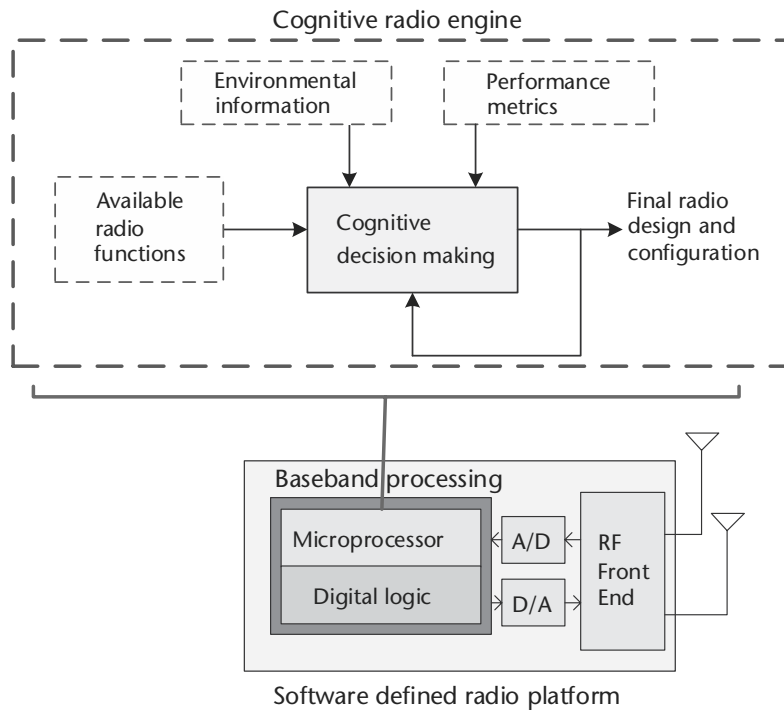 Cognitive radio engine
Environmental
information
Performance
metrics
Available
radio
functions
Cognitive
decision making
Final radio
design and
configuration
Baseband processing
Microprocessor
Digital logic
A/D
D/A
RF
Front
End
Software defined radio platform